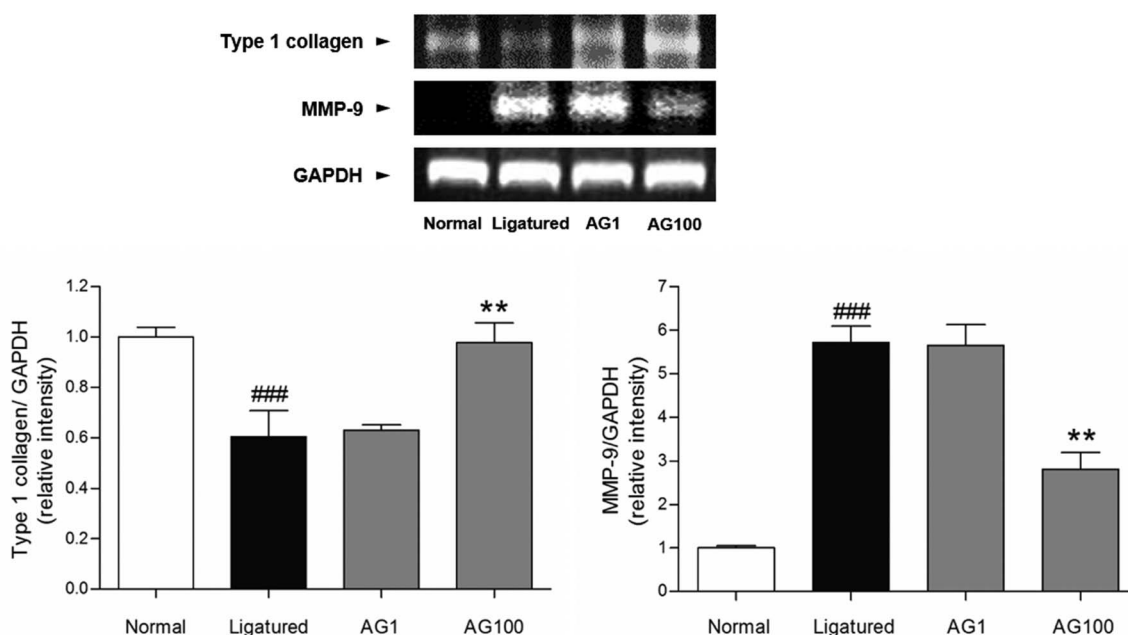 Type 1 collagen ►
MMP-9 ►
GAPDH ►
Normal Ligatured AG1 AG100
Type 1 collagen/ GAPDH
(relative intensity)
1.2
1.0
0.8
0.6
0.4
0.2
0.0
###
**
Normal Ligatured AG1 AG100
MMP-9/GAPDH
(relative intensity)
7
6
5
4
3
2
1
0
###
**
Normal Ligatured AG1 AG100